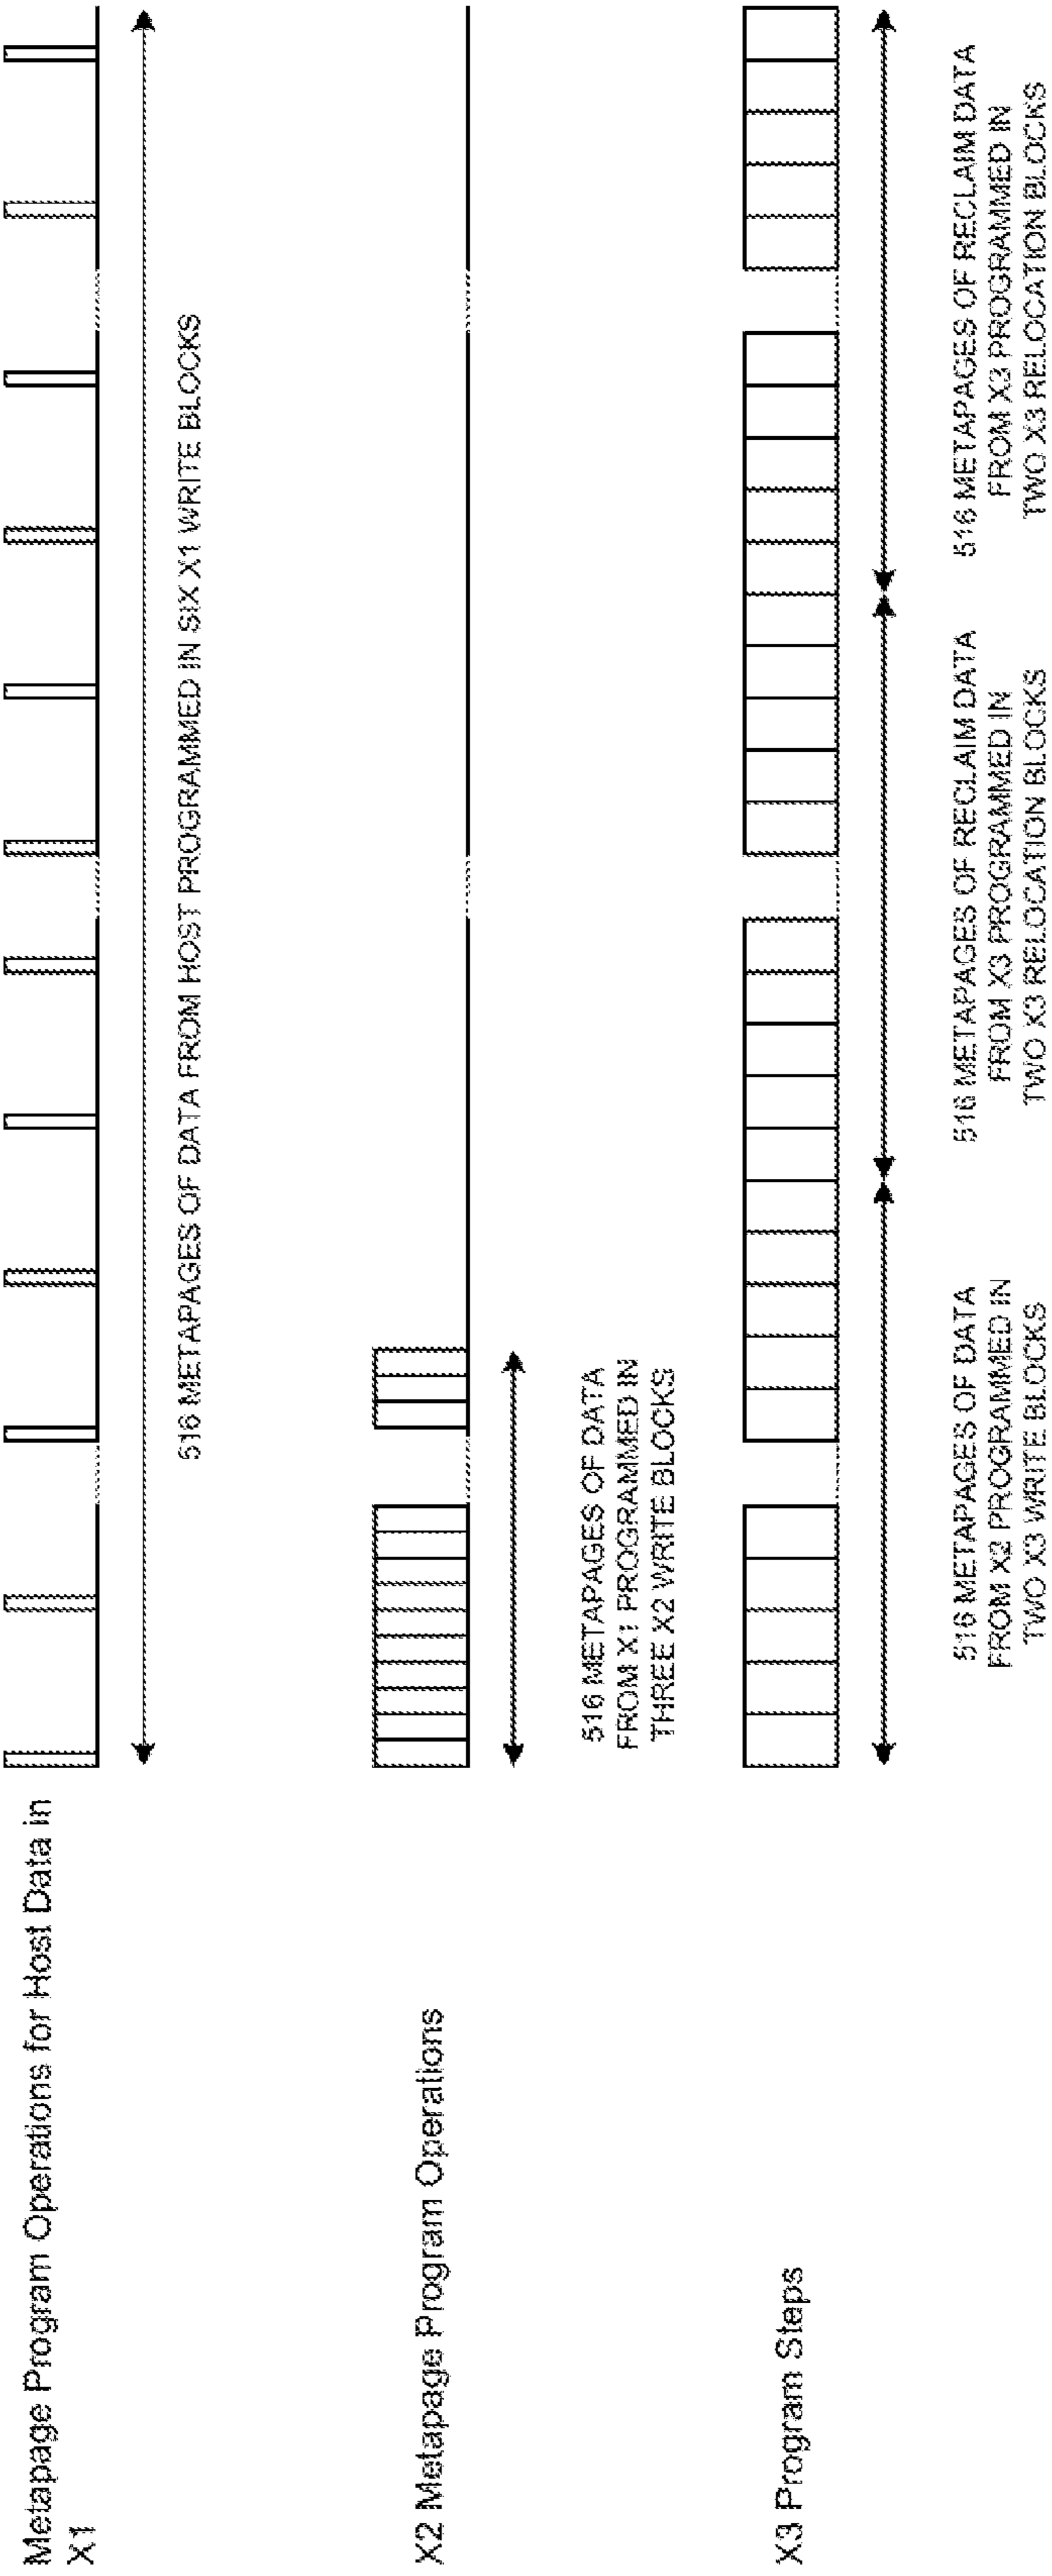 Metapage Program Operations for Host Data in
X1
516 METAPAGES OF DATA FROM HOST PROGRAMMED IN SIX X1 WRITE BLOCKS
X2 Metapage Program Operations
516 METAPAGES OF DATA
FROM X1 PROGRAMMED IN
THREE X2 WRITE BLOCKS
X3 Program Steps
516 METAPAGES OF DATA
FROM X2 PROGRAMMED IN
TWO X3 WRITE BLOCKS
516 METAPAGES OF RECLAIM DATA
FROM X3 PROGRAMMED IN
TWO X3 RELOCATION BLOCKS
516 METAPAGES OF RECLAIM DATA
FROM X3 PROGRAMMED IN
TWO X3 RELOCATION BLOCKS